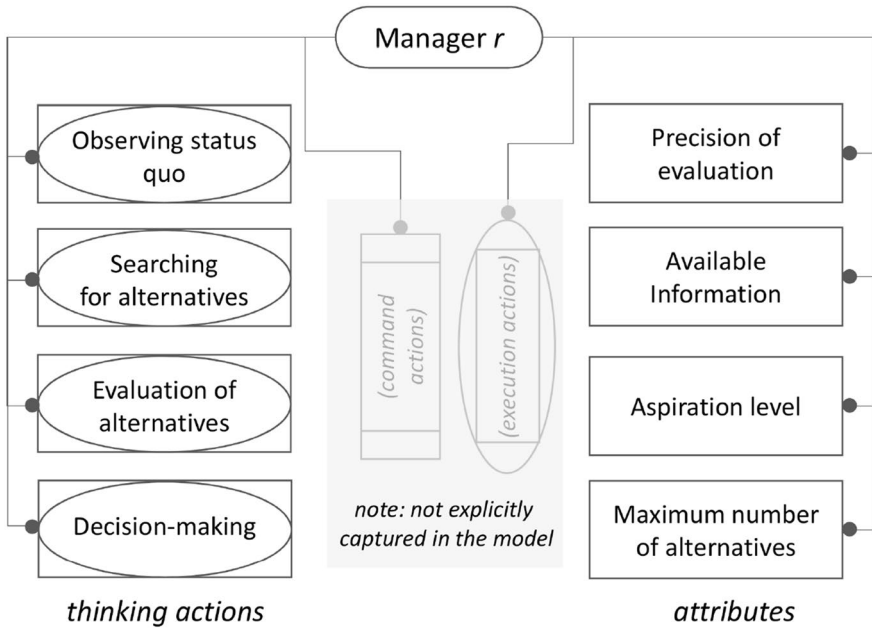 Manager r
Observing status
quo
Searching
for alternatives
Evaluation of
alternatives
Decision-making
thinking actions
(command
actions)
(execution actions)
note: not explicitly
captured in the model
Precision of
evaluation
Available
Information
Aspiration level
Maximum number
of alternatives
attributes